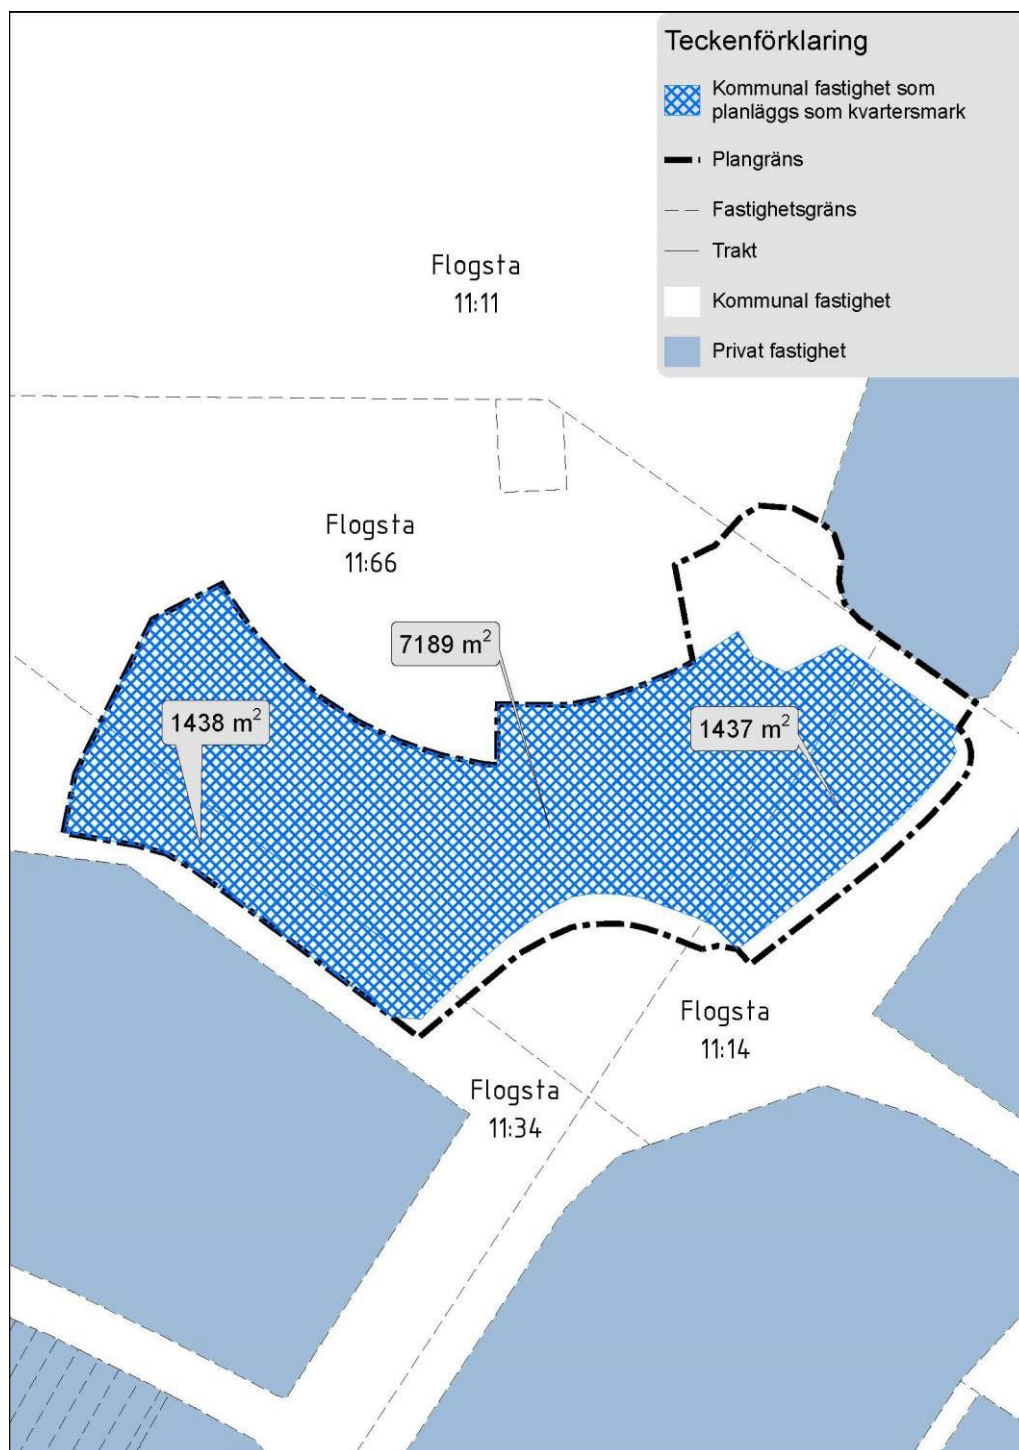 Teckenförklaring
Kommunal fastighet som
planläggs som kvartersmark
Plangräns
Fastighetsgräns
Trakt
Kommunal fastighet
Privat fastighet
Flogsta
11:11
Flogsta
11:66
7189 m²
1438 m²
1437 m²
Flogsta
11:14
Flogsta
11:34